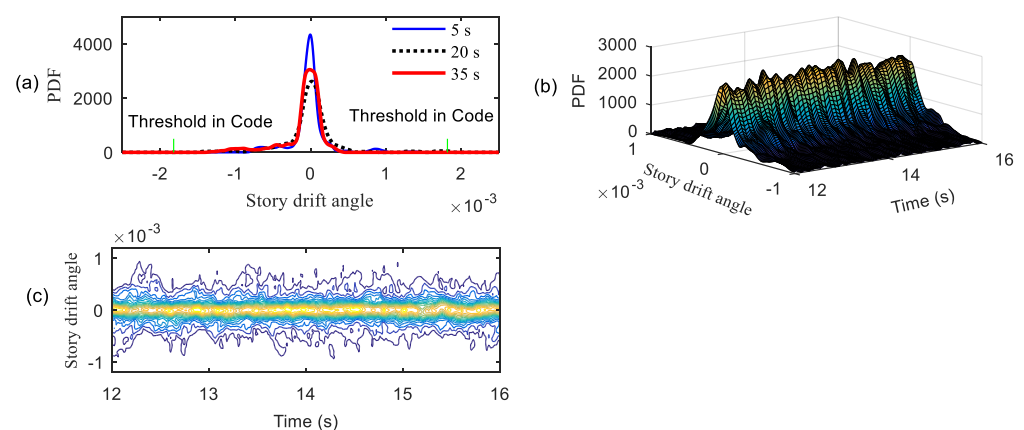 (a)
PDF
4000
2000
0
5 s
20 s
35 s
Threshold in Code
Threshold in Code
-2
-1
0
1
2
Story drift angle
×10⁻³
(b)
PDF
3000
2000
1000
0
1
0
-1
×10⁻³
Story drift angle
12
14
16
Time (s)
(c)
×10⁻³
Story drift angle
1
0
-1
12
13
14
15
16
Time (s)